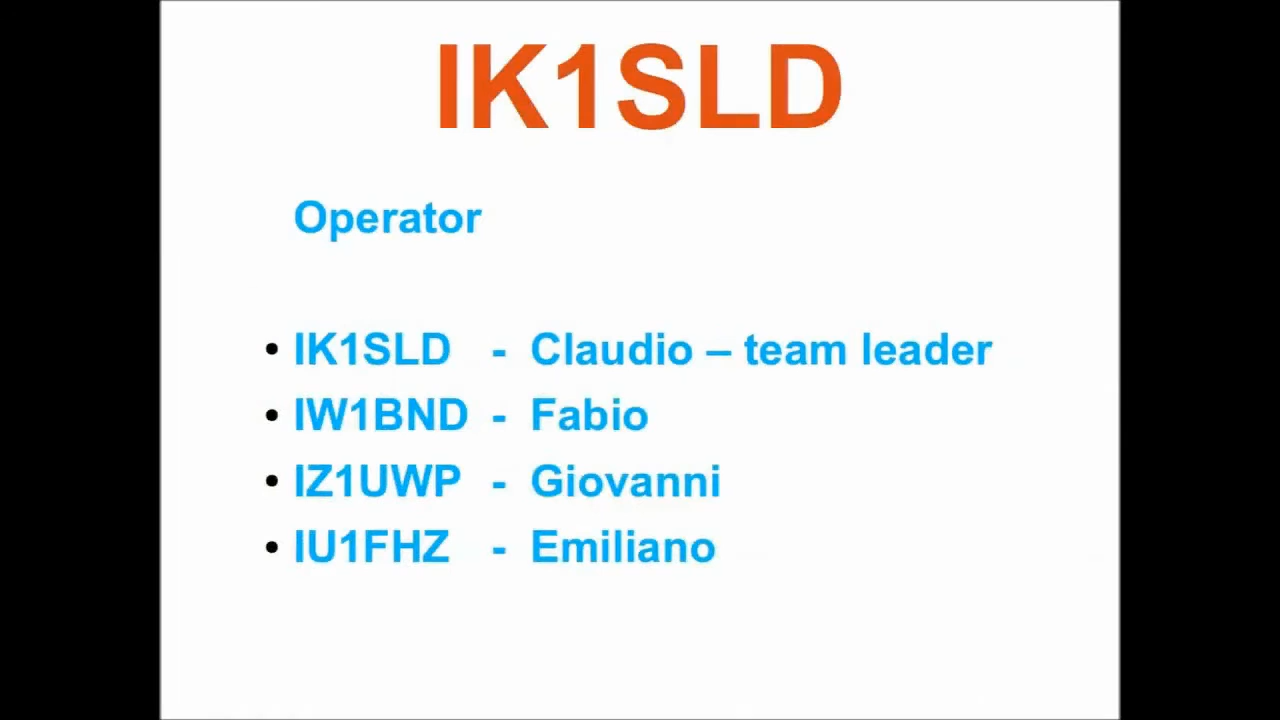 IK1SLD
Operator
• IK1SLD - Claudio – team leader
• IW1BND - Fabio
• IZ1UWP - Giovanni
• IU1FHZ - Emiliano